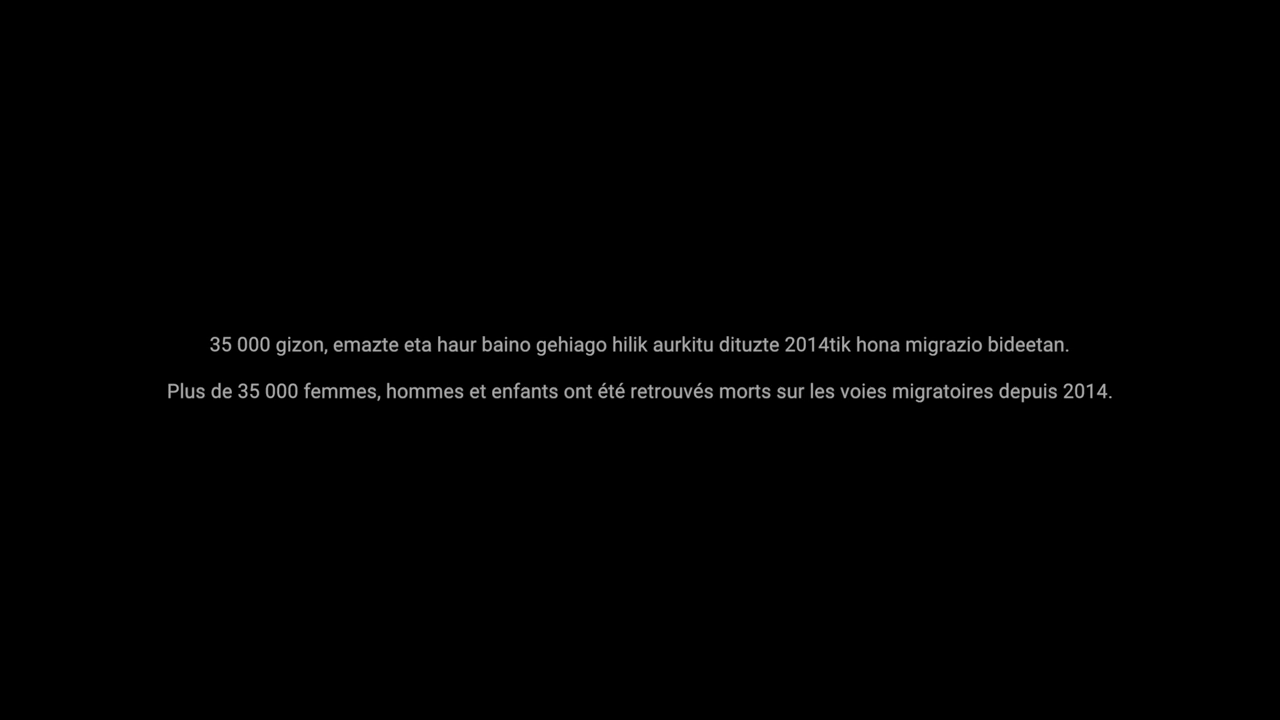 35 000 gizon, emazte eta haur baino gehiago hilik aurkitu dituzte 2014tik hona migrazio bideetan.
Plus de 35 000 femmes, hommes et enfants ont été retrouvés morts sur les voies migratoires depuis 2014.